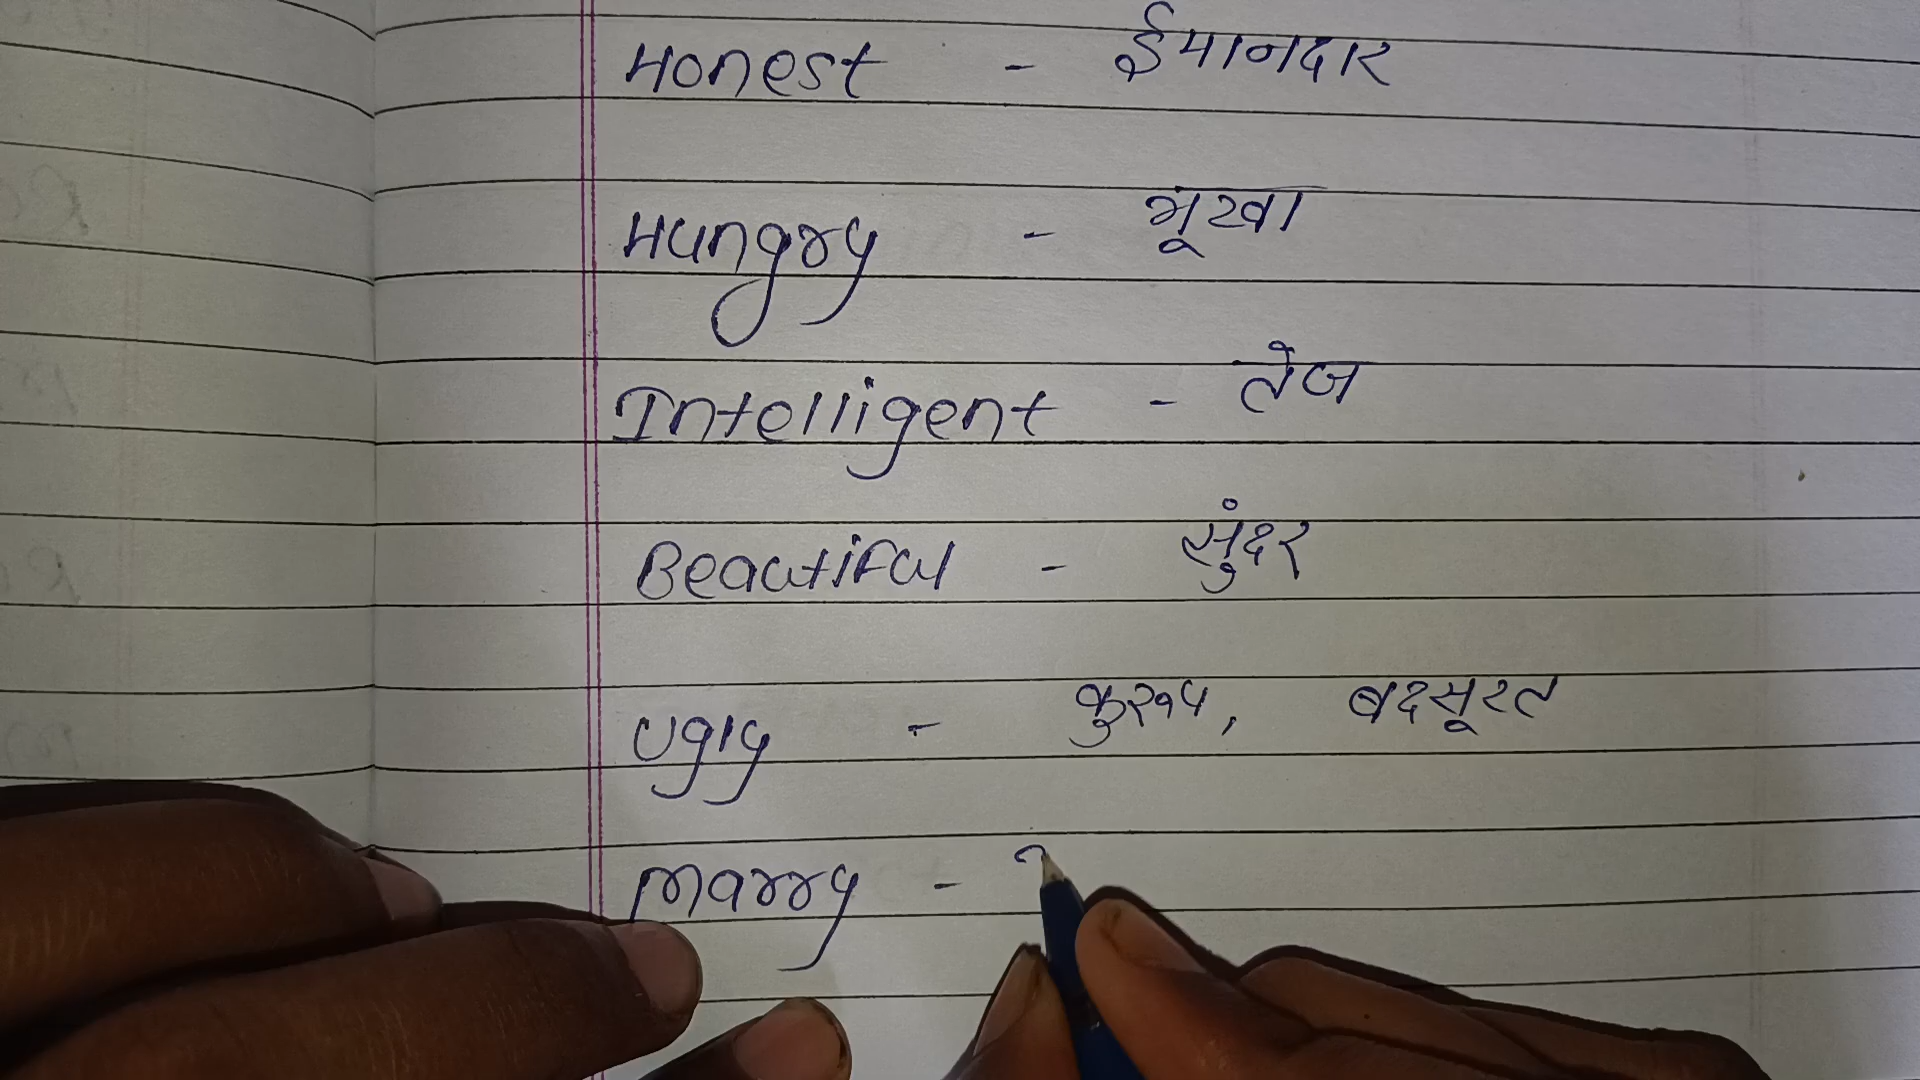 Honest - ईमानदार
Hungry - भूखा
Intelligent - तेज
Beautiful - सुंदर
Ugly - कुरूप, बदसूरत
Marry -